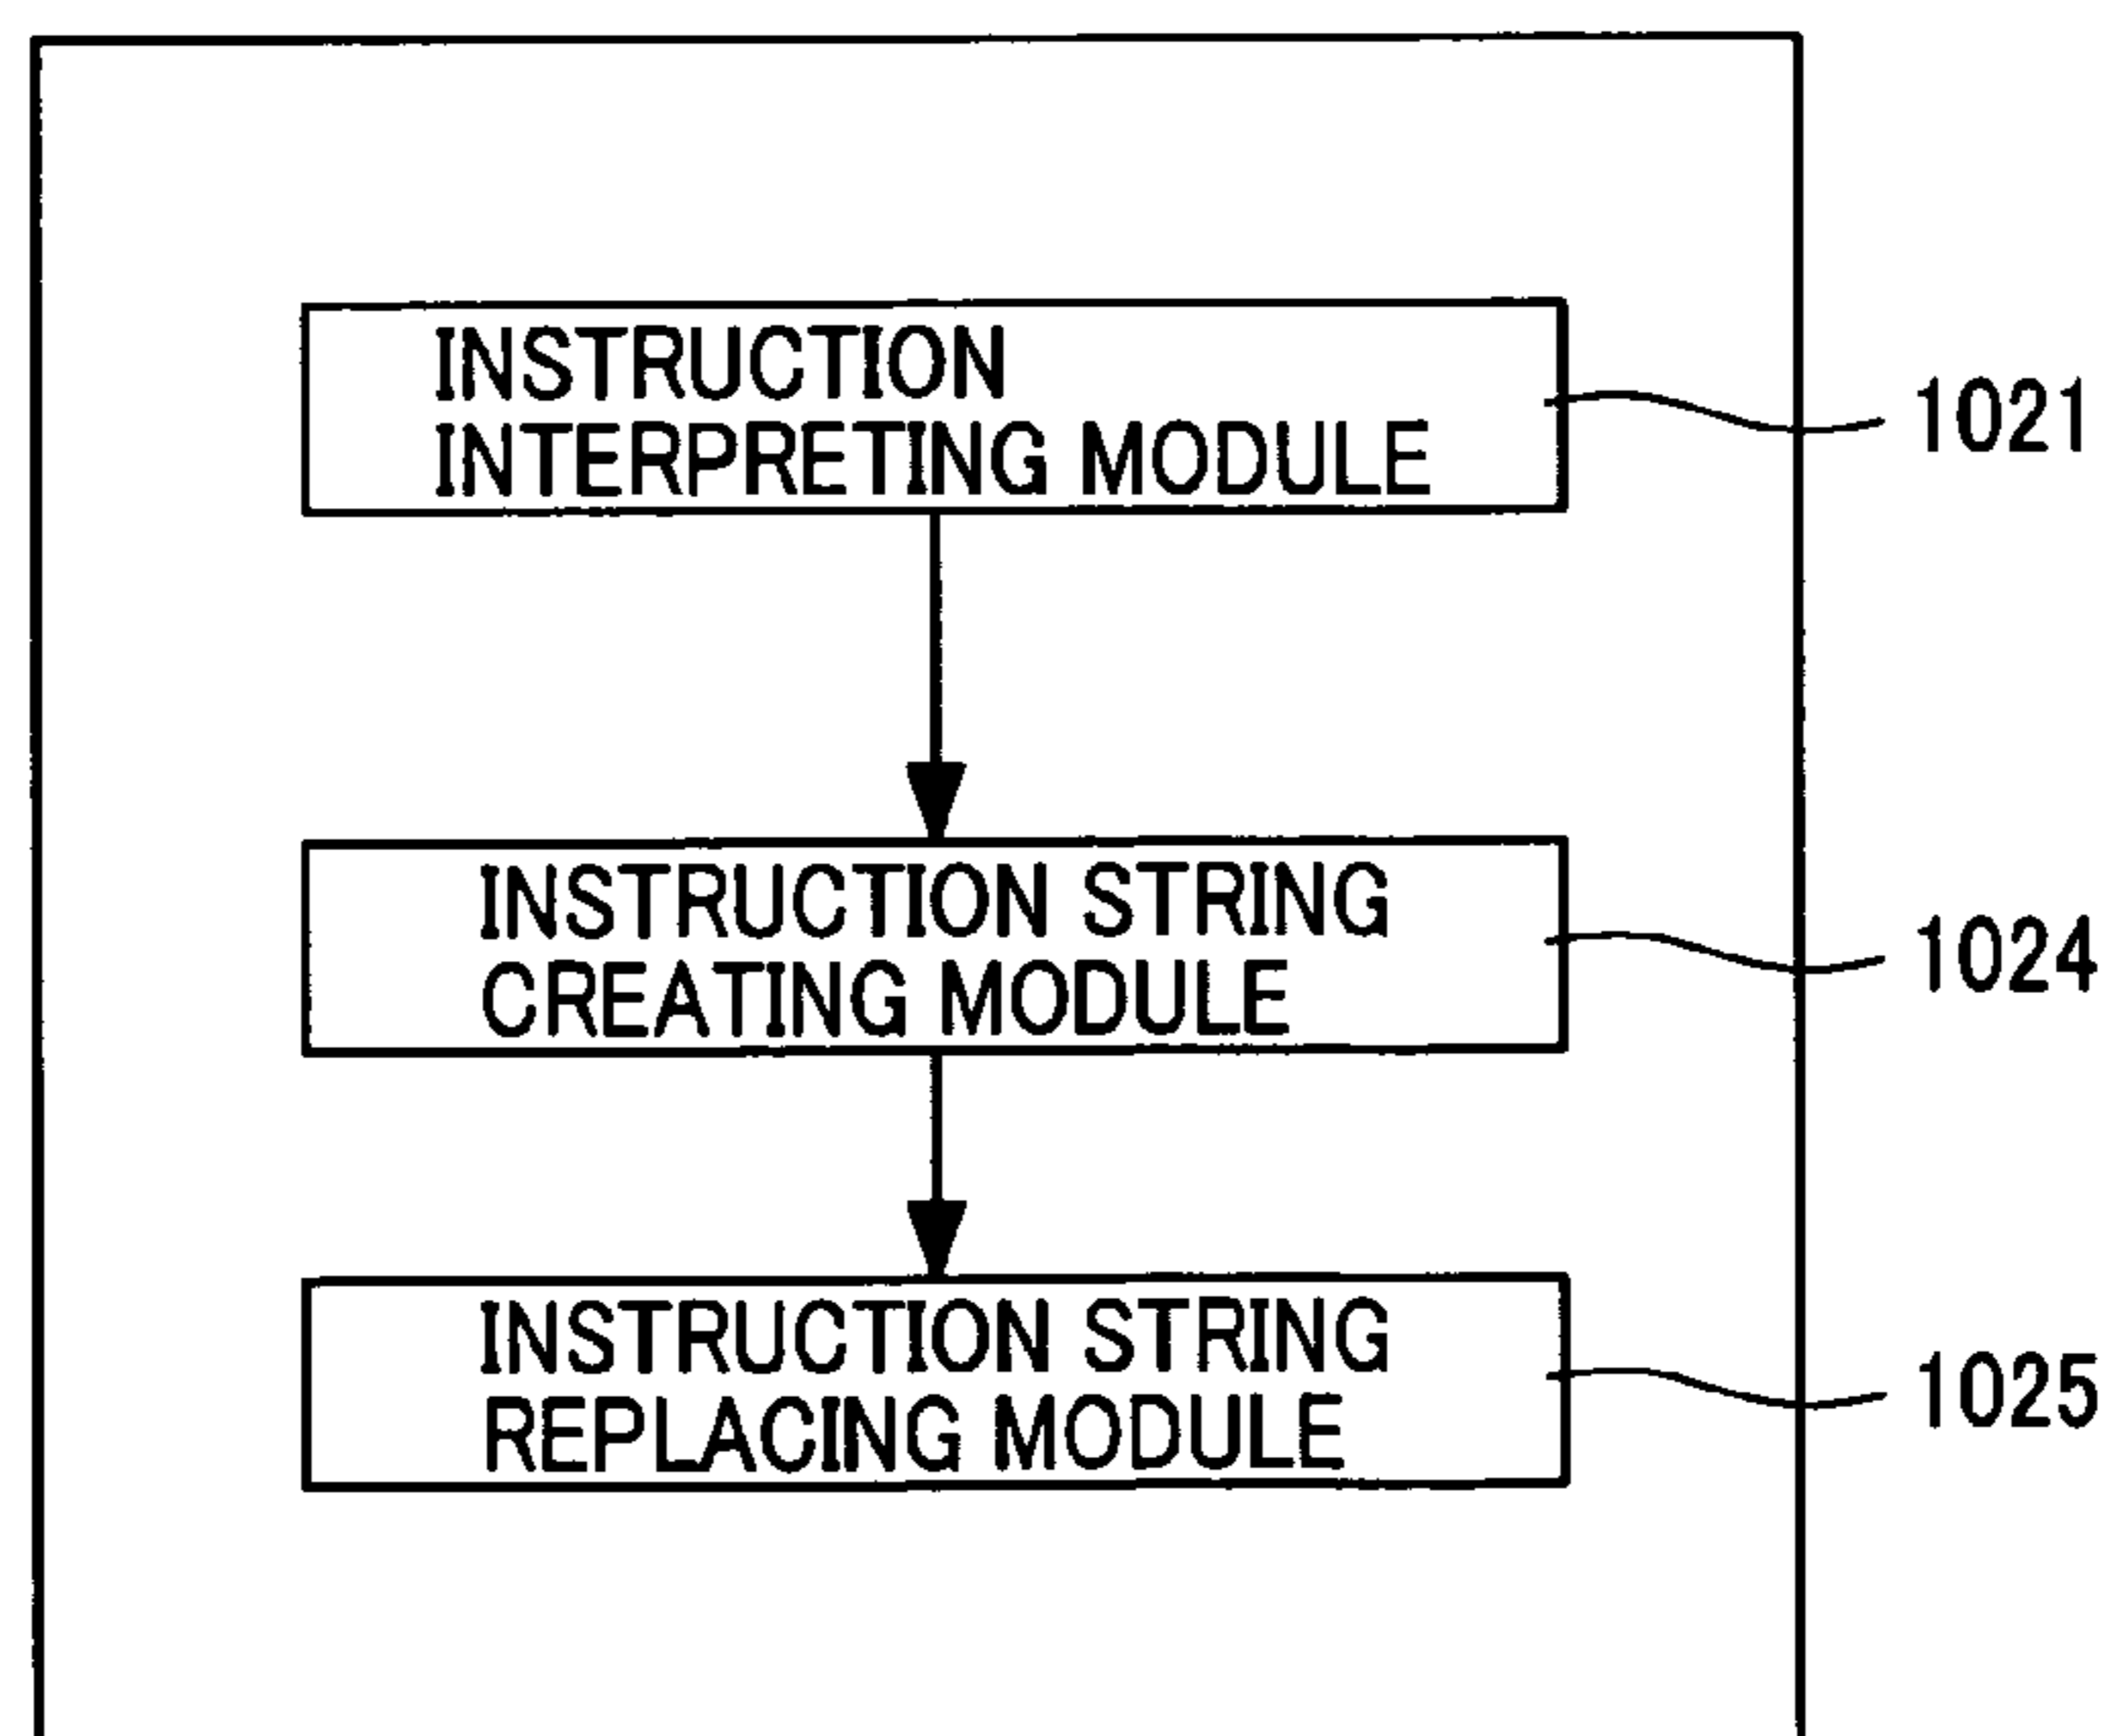 INSTRUCTION
INTERPRETING MODULE
1021
INSTRUCTION STRING
CREATING MODULE
1024
INSTRUCTION STRING
REPLACING MODULE
1025